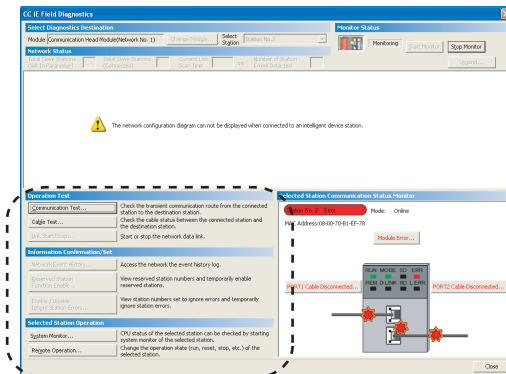 CC IE Field Diagnostics
Select Diagnostics Destination
Monitor Status
Module Communication Head Module(Network No. 1)
Change Module...
Select Station
Station No.2
Monitoring
Start Monitor
Stop Monitor
Network Status
Total Slave Stations (Set In Parameter)
Total Slave Stations (Connected)
Current Link Scan Time
ms
Number of Station Errors Detected
Legend...
The network configuration diagram can not be displayed when connected to an intelligent device station.
Operation Test
Communication Test...
Check the transient communication route from the connected
station to the destination station.
Cable Test...
Check the cable status between the connected station and
the destination station.
Link Start/Stop...
Start or stop the network data link.
Information Confirmation/Set
Network Event History...
Access the network the event history log.
Reserved Station
Function Enable...
View reserved station numbers and temporarily enable
reserved stations.
Enable / Disable
Ignore Station Errors...
View station numbers set to ignore errors and temporarily
ignore station errors.
Selected Station Operation
System Monitor...
CPU status of the selected station can be checked by starting
system monitor of the selected station.
Remote Operation...
Change the operation state (run, reset, stop, etc.) of the
selected station.
Selected Station Communication Status Monitor
Station No. 2 Error
Mode: Online
MAC Address:08-00-70-B1-EF-78
Module Error...
RUN MODE SD ERR.
REM D LINK RD L ERR.
PORT1 Cable Disconnected...
PORT2 Cable Disconnected...
Close